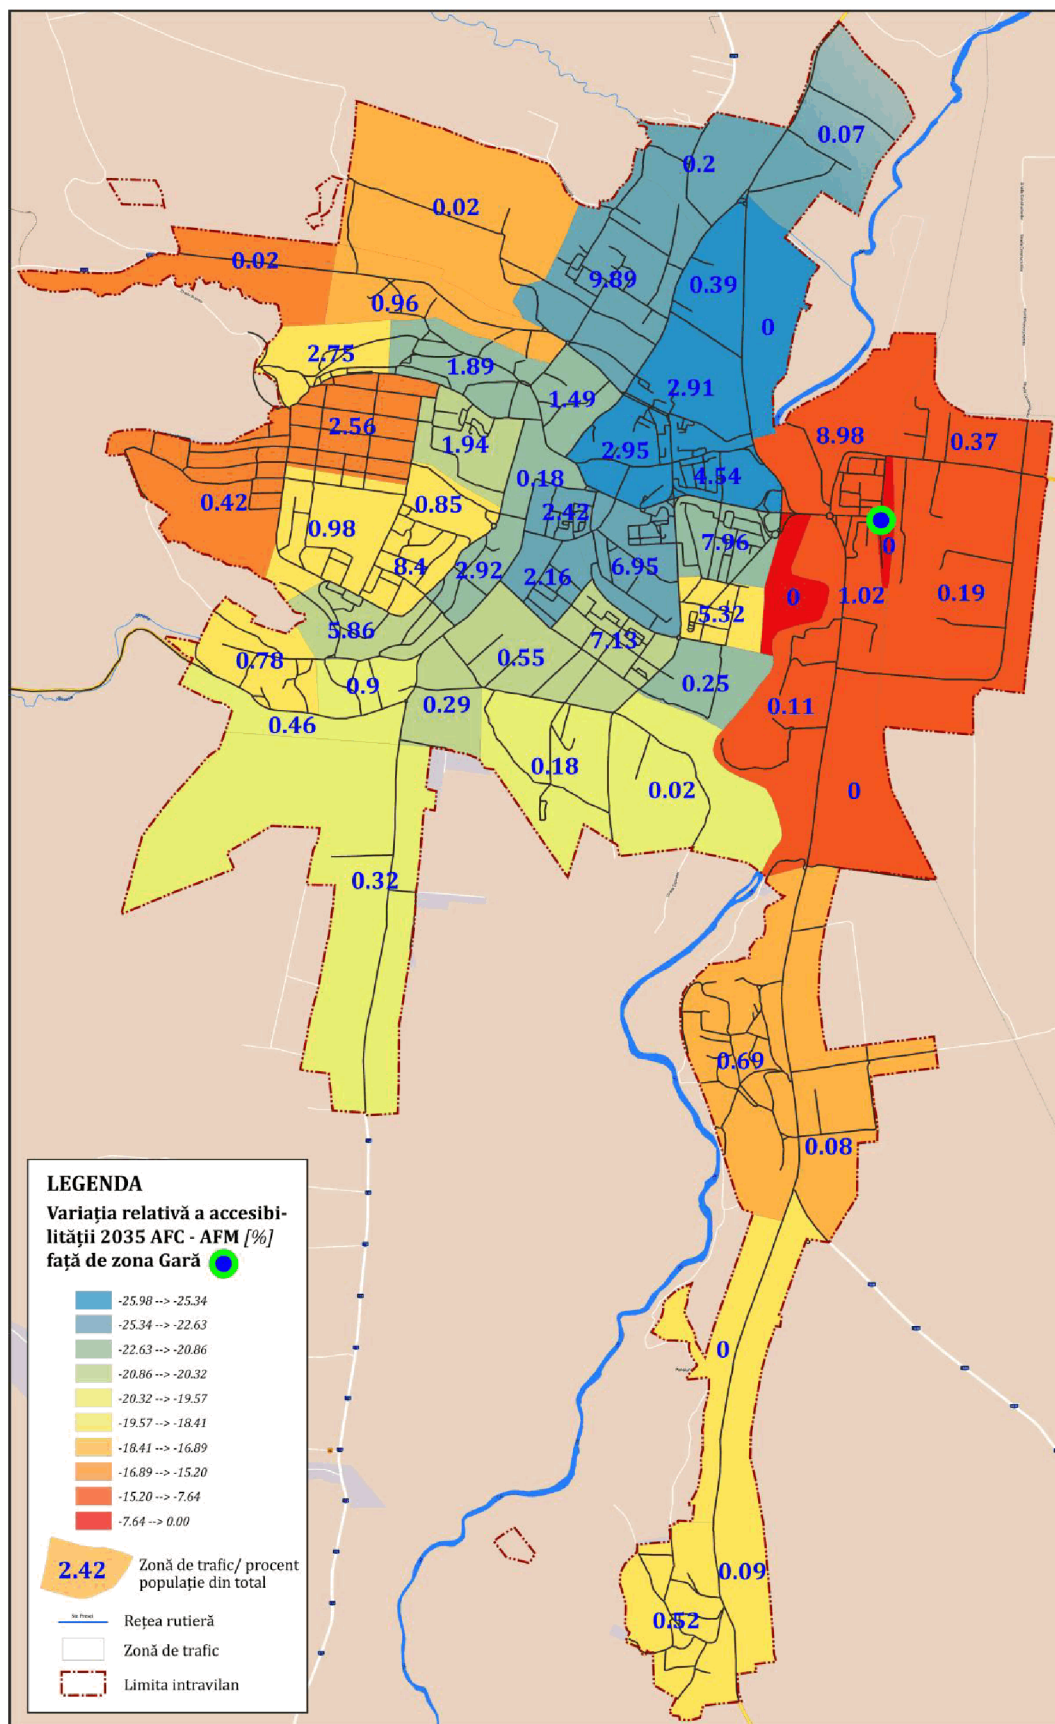 0.07
0.2
0.02
0.02
9.89
0.39
0.96
0
2.75
1.89
2.91
1.49
2.56
1.94
8.98
0.37
2.95
0.18
4.54
0.42
0.85
0.98
2.42
7.96
0
8.4
2.92
2.16
6.95
0
1.02
0.19
5.32
5.86
7.13
0.78
0.9
0.55
0.25
0.29
0.11
0.46
0.18
0.02
0
0.32
0.69
0.08
0
0.09
0.52
LEGENDA
Variația relativă a accesibi-
lității 2035 AFC - AFM [%]
față de zona Gară
-25.98 --> -25.34
-25.34 --> -22.63
-22.63 --> -20.86
-20.86 --> -20.32
-20.32 --> -19.57
-19.57 --> -18.41
-18.41 --> -16.89
-16.89 --> -15.20
-15.20 --> -7.64
-7.64 --> 0.00
2.42
Zonă de trafic/ procent
populație din total
Rețea rutieră
Zonă de trafic
Limita intravilan